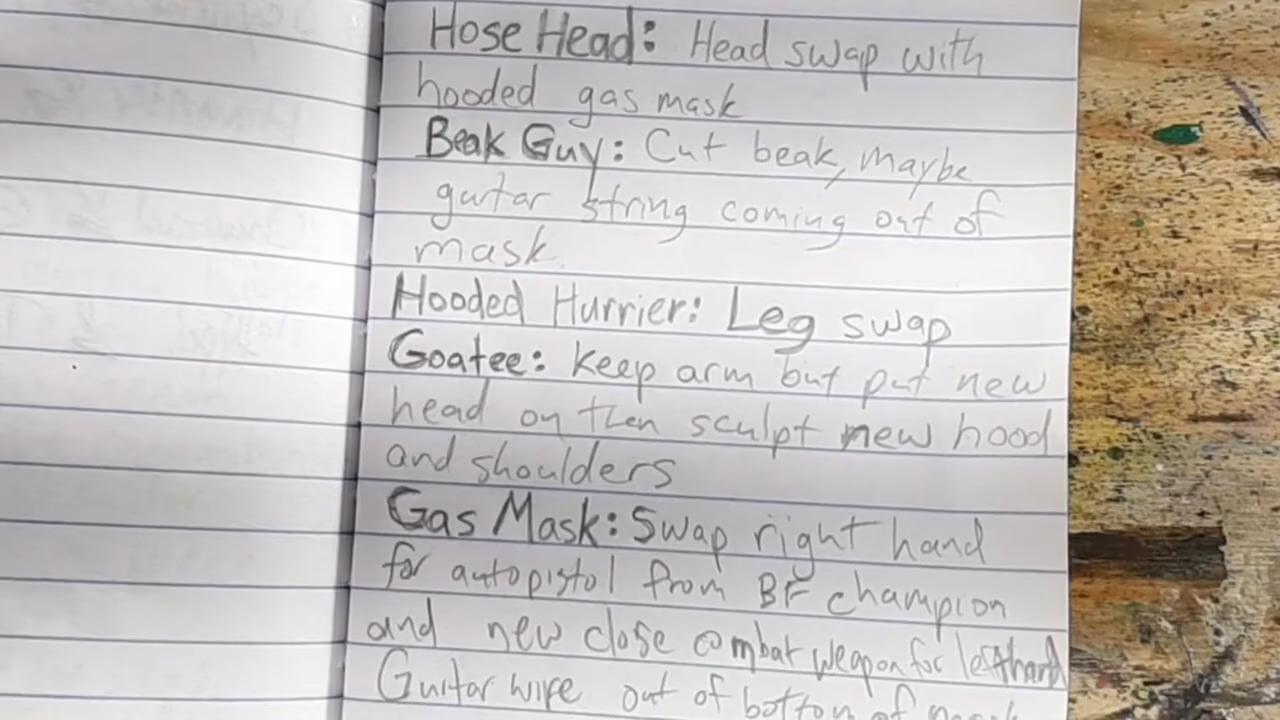 Hose Head: Head swap with
hooded gas mask
Beak Guy: Cut beak, maybe
guitar string coming out of
mask.
Hooded Hurrier: Leg swap
Goatee: Keep arm but put new
head on then sculpt new hood
and shoulders
Gas Mask: Swap right hand
for autopistol from BF champion
and new close combat weapon for left hand
Guitar wire out of bottom of mask